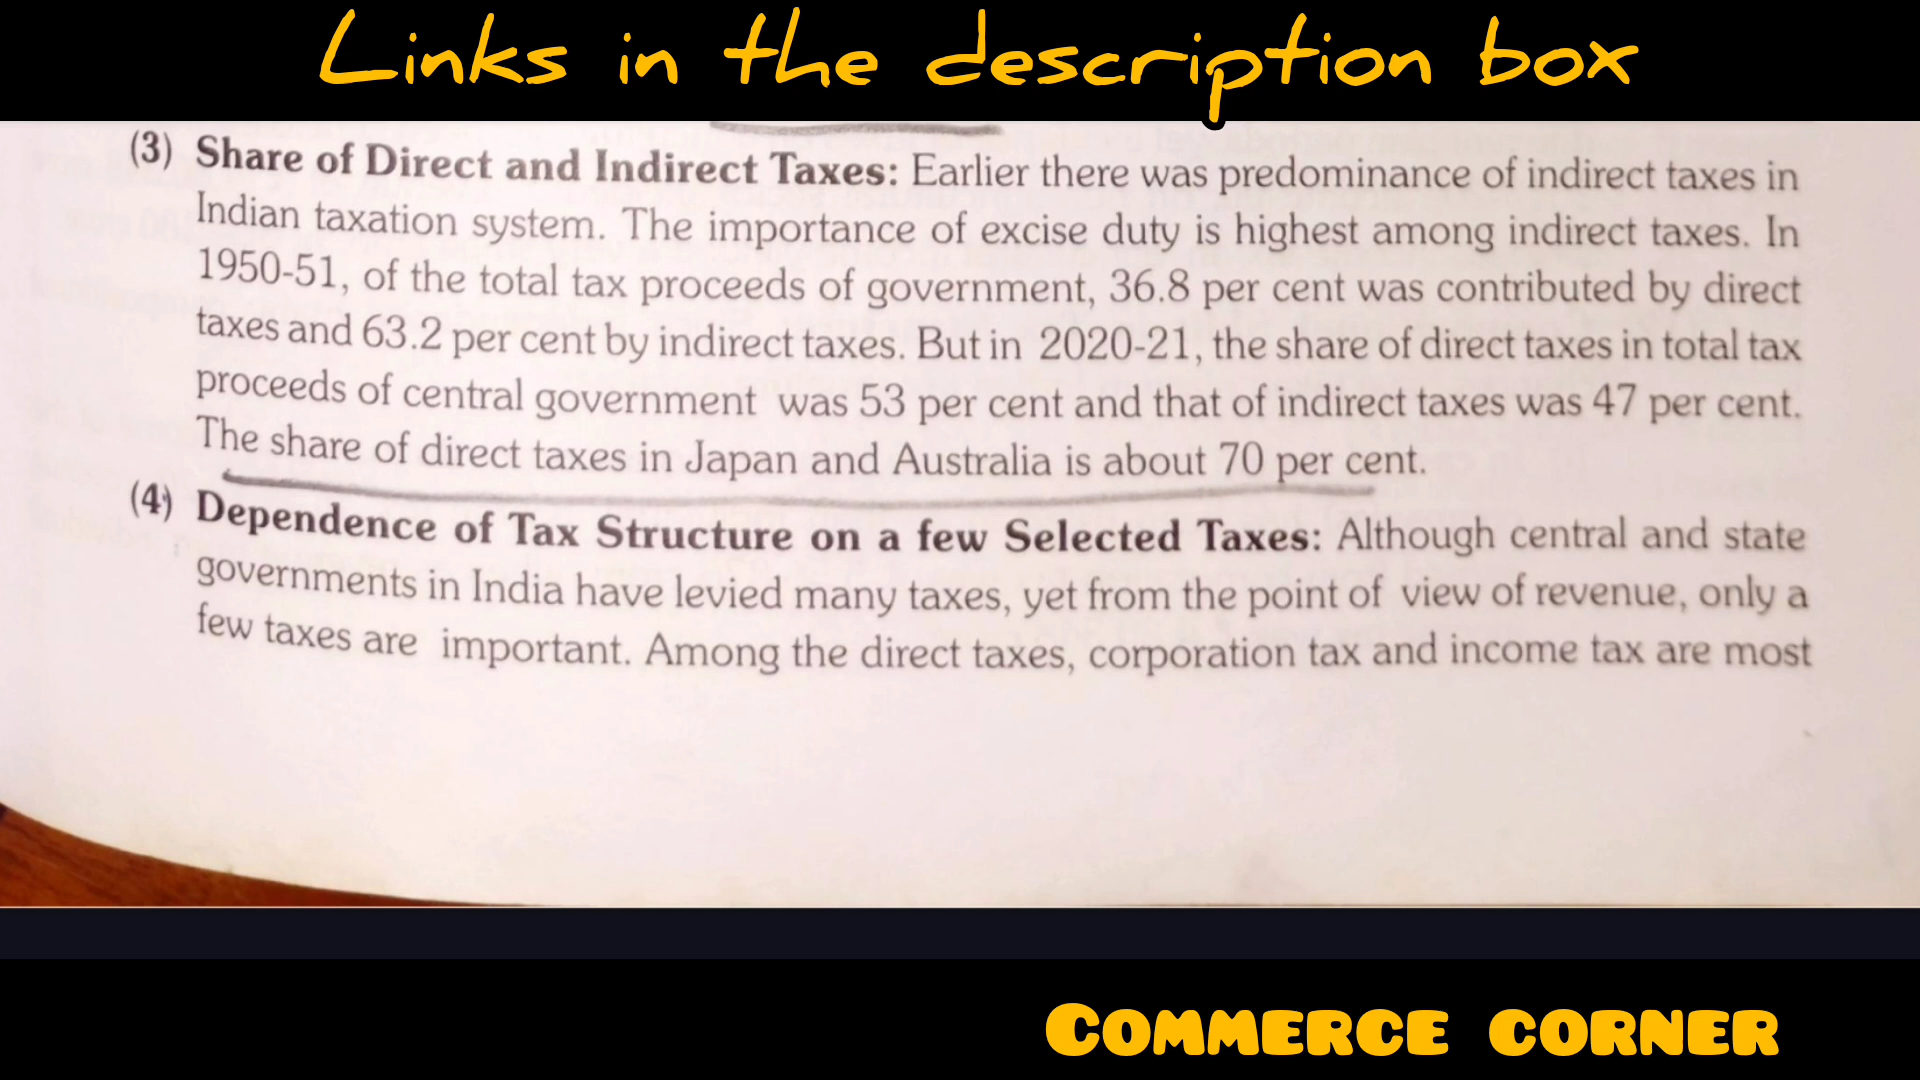 Links in the description box
(3) Share of Direct and Indirect Taxes: Earlier there was predominance of indirect taxes in
Indian taxation system. The importance of excise duty is highest among indirect taxes. In
1950-51, of the total tax proceeds of government, 36.8 per cent was contributed by direct
taxes and 63.2 per cent by indirect taxes. But in 2020-21, the share of direct taxes in total tax
proceeds of central government was 53 per cent and that of indirect taxes was 47 per cent.
The share of direct taxes in Japan and Australia is about 70 per cent.
(4) Dependence of Tax Structure on a few Selected Taxes: Although central and state
governments in India have levied many taxes, yet from the point of view of revenue, only a
few taxes are important. Among the direct taxes, corporation tax and income tax are most
COMMERCE CORNER